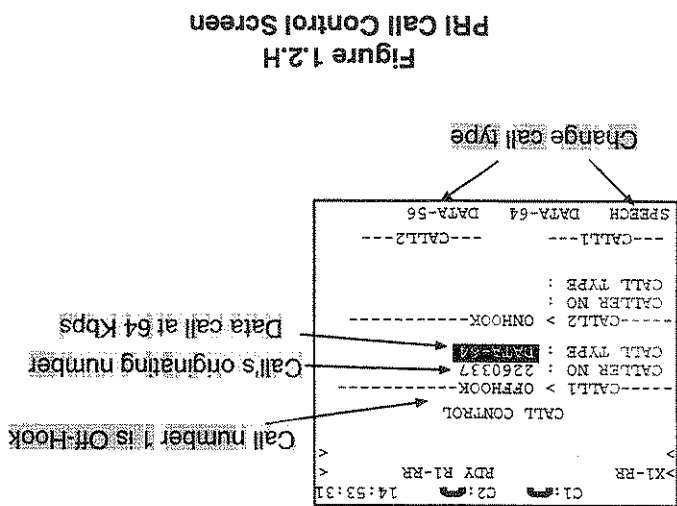 C1: C2: 14:53:31
>X1-RR RDY R1-RR >
> >
CALL CONTROL
-----CALL1 > OFFHOOK------------------
CALLER NO : 2260337
CALL TYPE : DATA-64
-----CALL2 > ONHOOK-------------------
CALLER NO :
CALL TYPE :
---CALL1--- ---CALL2---
SPEECH DATA-64 DATA-56
Call number 1 is Off-Hook
Call's originating number
Data call at 64 Kbps
Change call type
Figure 1.2.H
PRI Call Control Screen